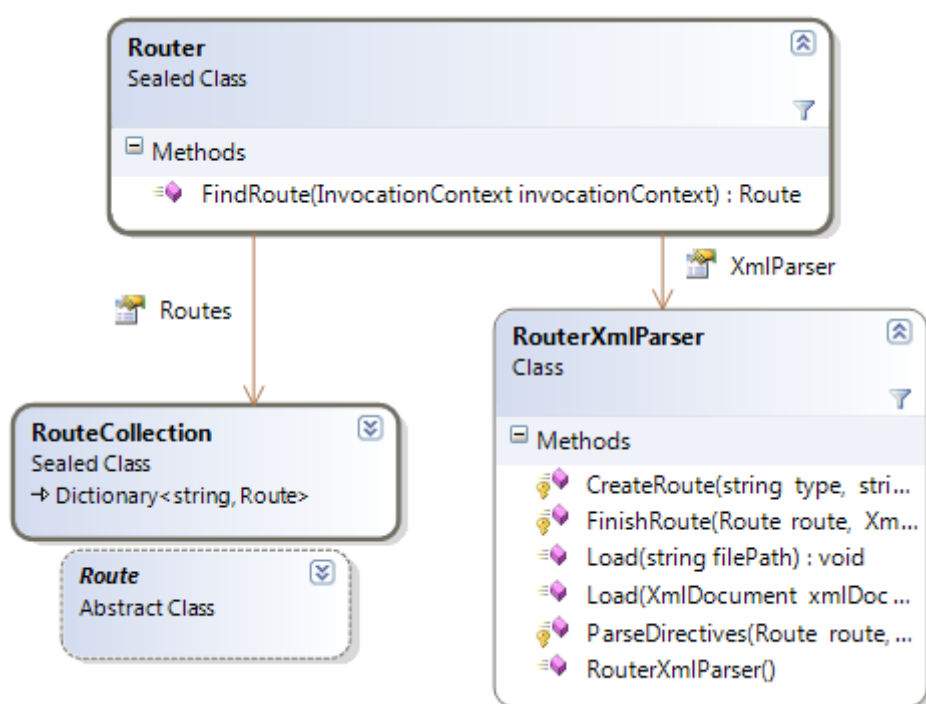 Router
Sealed Class
Methods
FindRoute(InvocationContext invocationContext) : Route
Routes
XmlParser
RouteCollection
Sealed Class
Dictionary<string, Route>
Route
Abstract Class
RouterXmlParser
Class
Methods
CreateRoute(string type, stri...
FinishRoute(Route route, Xm...
Load(string filePath) : void
Load(XmlDocument xmlDoc ...
ParseDirectives(Route route, ...
RouterXmlParser()